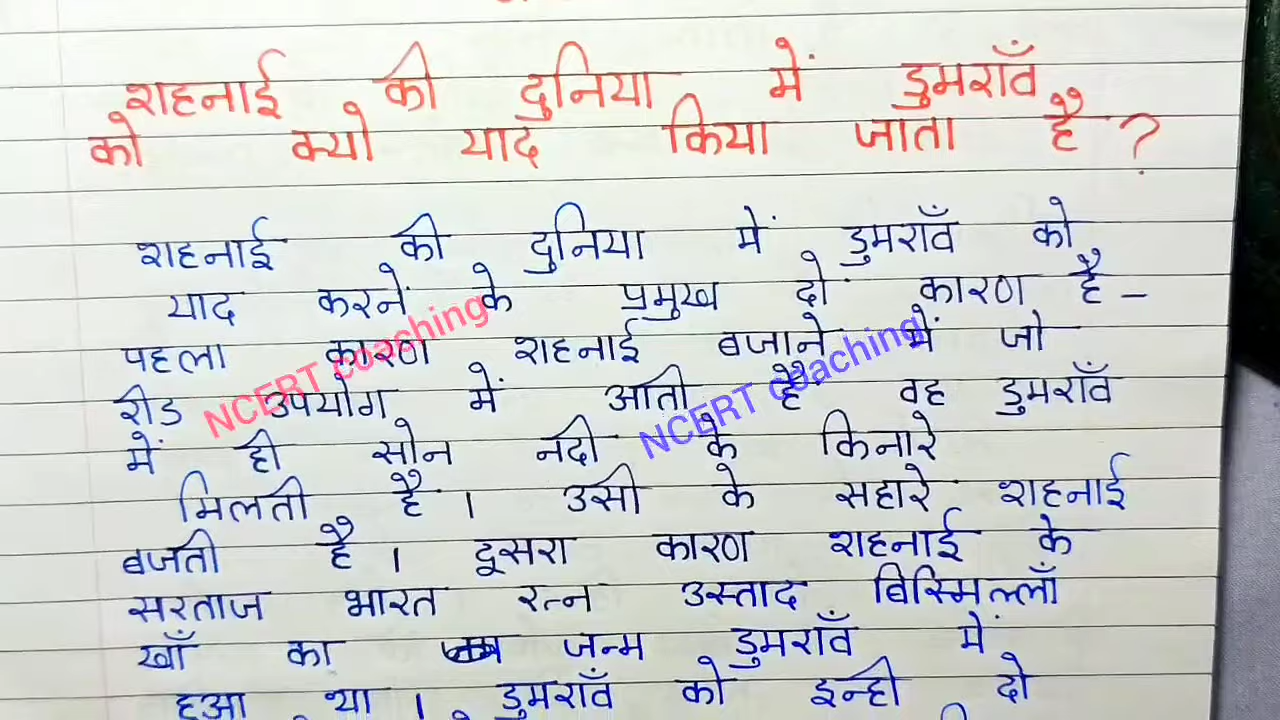 शहनाई की दुनिया में डुमराँव
को क्यो याद किया जाता है?
शहनाई की दुनिया में डुमराँव को
याद करनें के प्रमुख दो कारण है –
पहला कारण शहनाई बजाने में जो
रीड उपयोग में आती है वह डुमराँव
में ही सोन नदी के किनारे
मिलती है। उसी के सहारे शहनाई
बजती है। दूसरा कारण शहनाई के
सरताज भारत रत्न उस्ताद बिस्मिल्लाँ
खाँ का जन्म डुमराँव में
हुआ था। डुमराँव को इन्ही दो
NCERT coaching
NCERT coaching